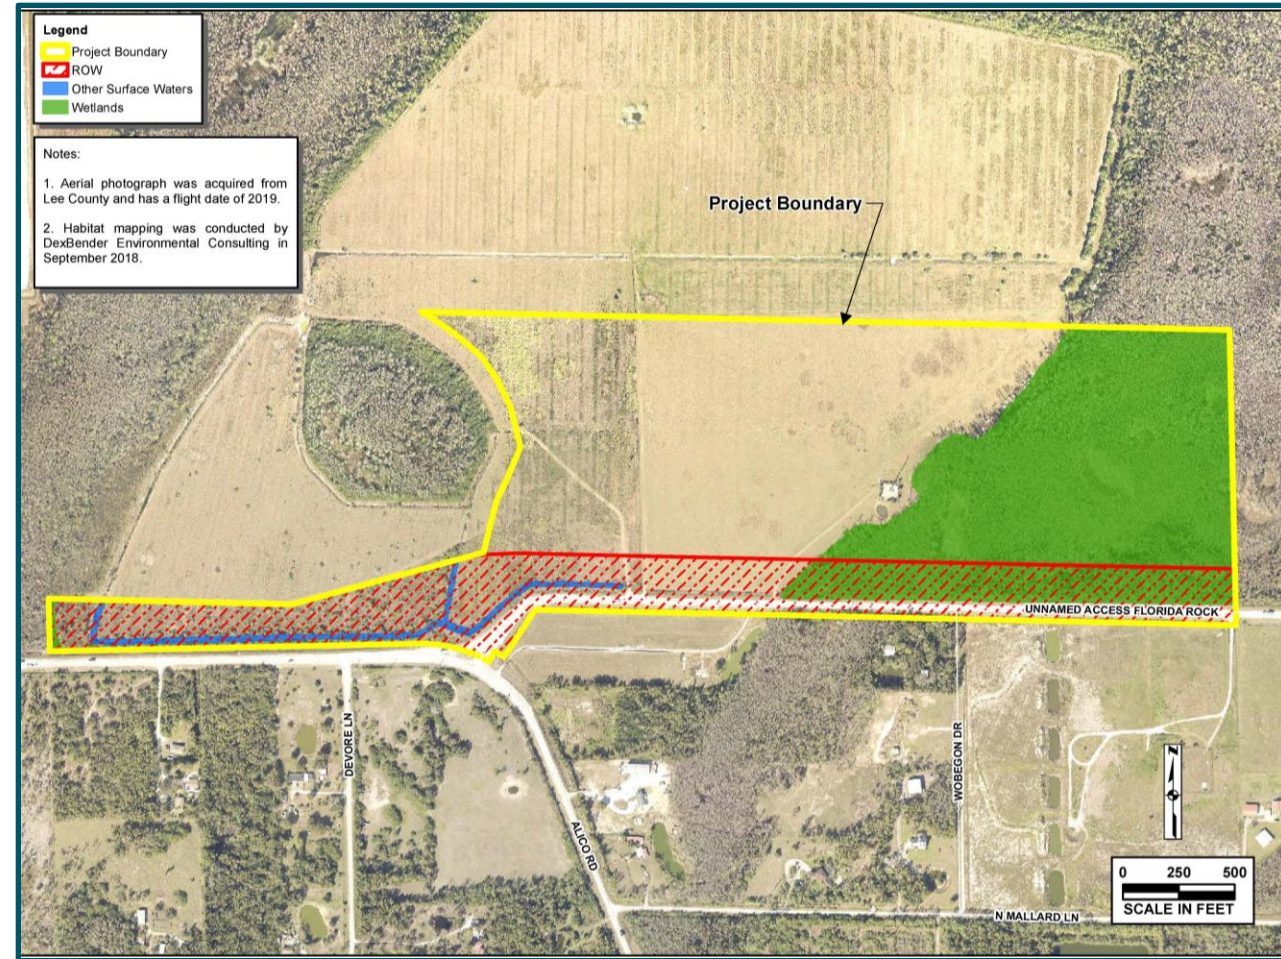 Legend
Project Boundary
ROW
Other Surface Waters
Wetlands
Notes:
1. Aerial photograph was acquired from
Lee County and has a flight date of 2019.
2. Habitat mapping was conducted by
DexBender Environmental Consulting in
September 2018.
Project Boundary
UNNAMED ACCESS FLORIDA ROCK
DEVORE LN
WOBEGON DR
ALICO RD
N MALLARD LN
N
0 250 500
SCALE IN FEET